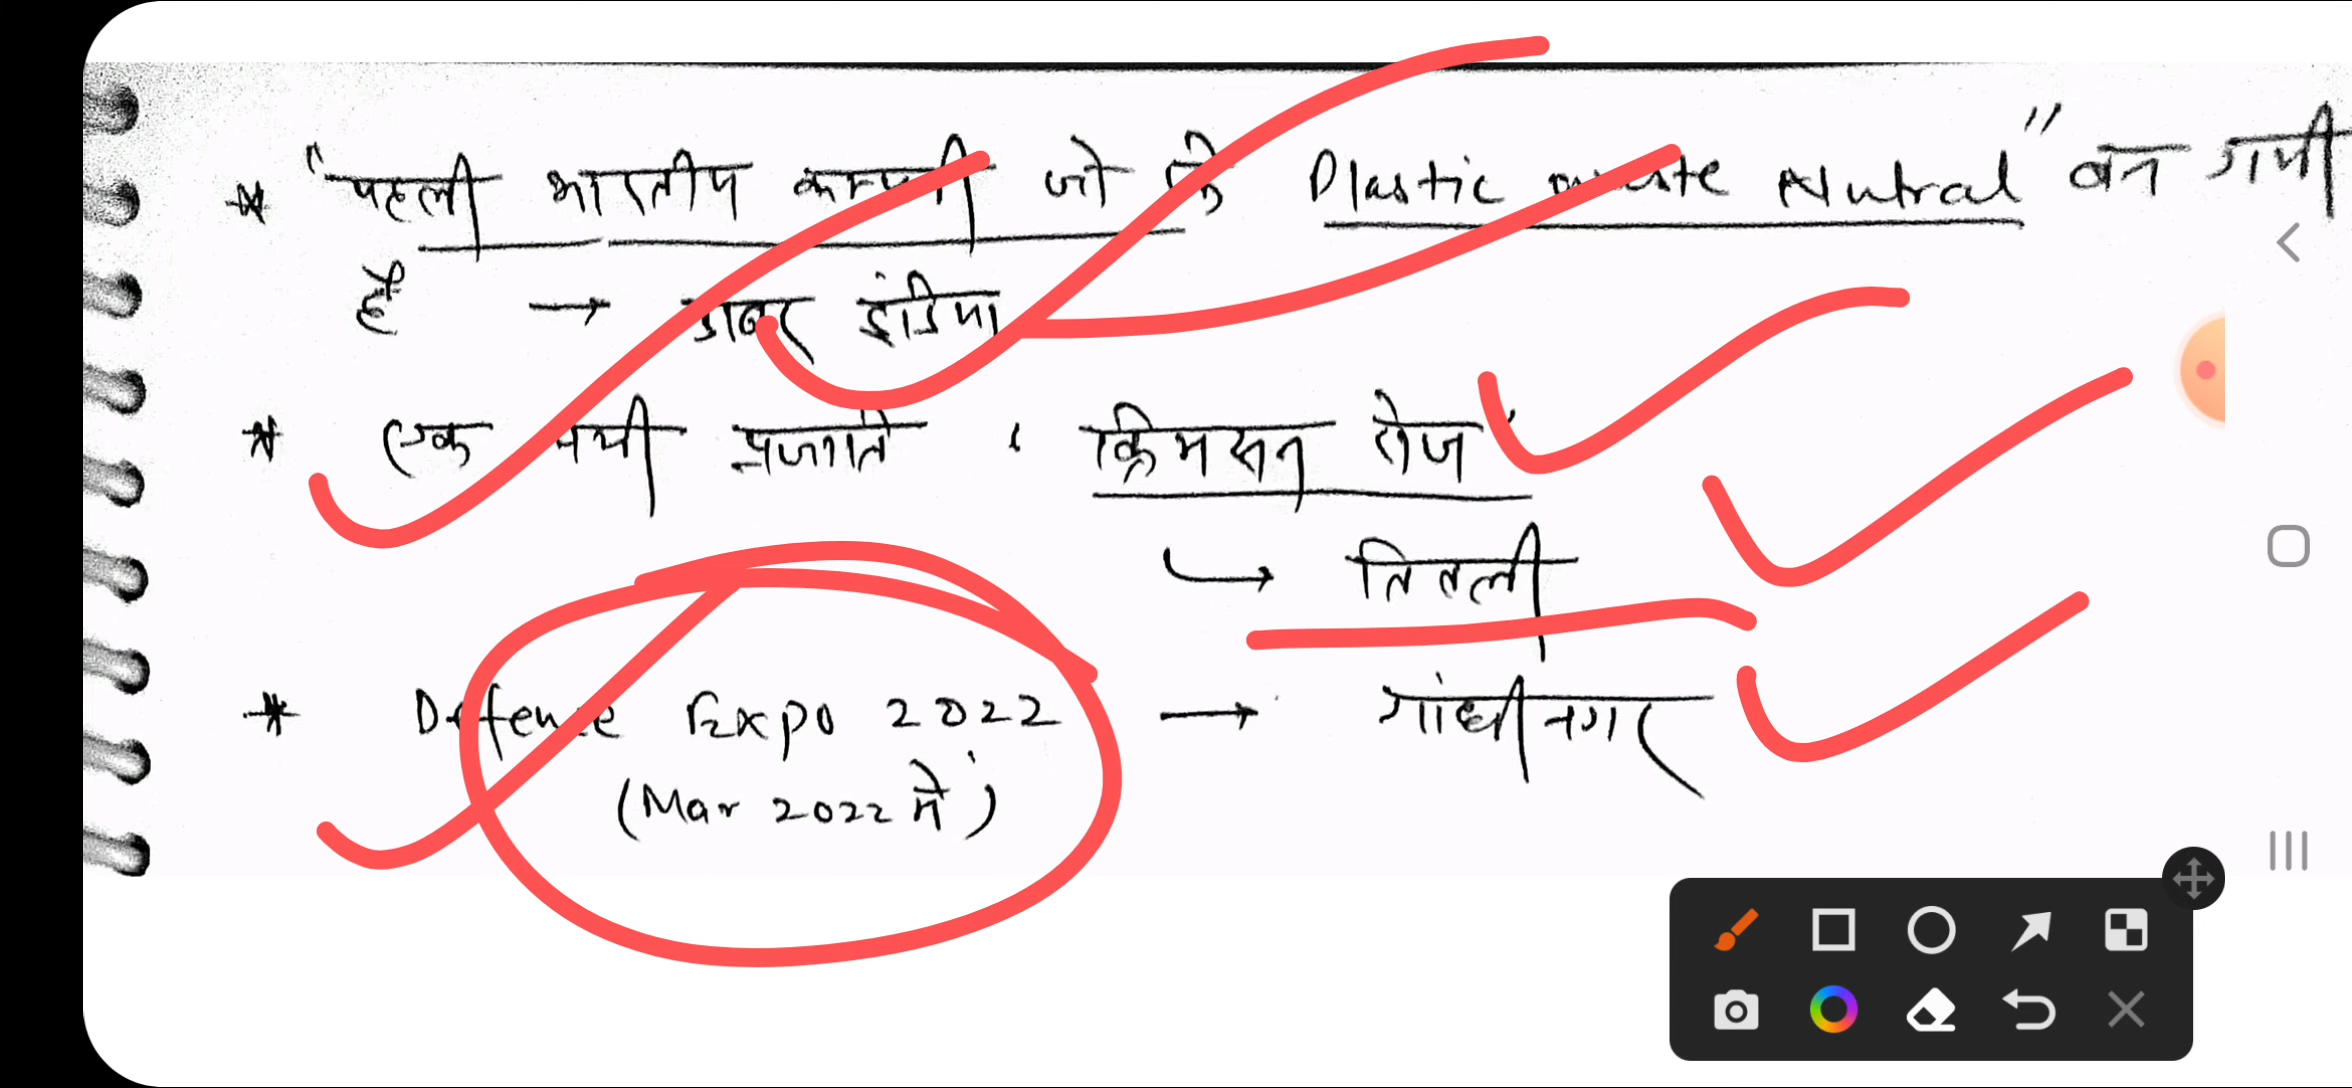 * "पहली भारतीय कम्पनी जो कि Plastic waste Nutral" बन गयी
है → डाबर इंडिया
* एक नयी प्रजाति 'क्रिमसन रोज'
↳ तितली
* Defence Expo 2022 → गांधीनगर
(Mar 2022 में)